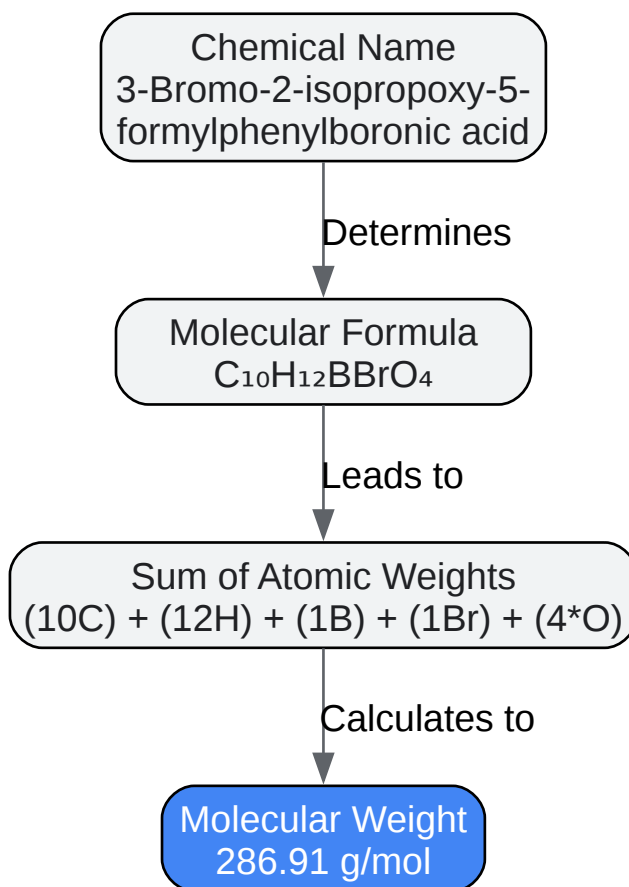 Chemical Name
3-Bromo-2-isopropoxy-5-
formylphenylboronic acid
Determines
Molecular Formula
C₁₀H₁₂BBrO₄
Leads to
Sum of Atomic Weights
(10C) + (12H) + (1B) + (1Br) + (4*O)
Calculates to
Molecular Weight
286.91 g/mol